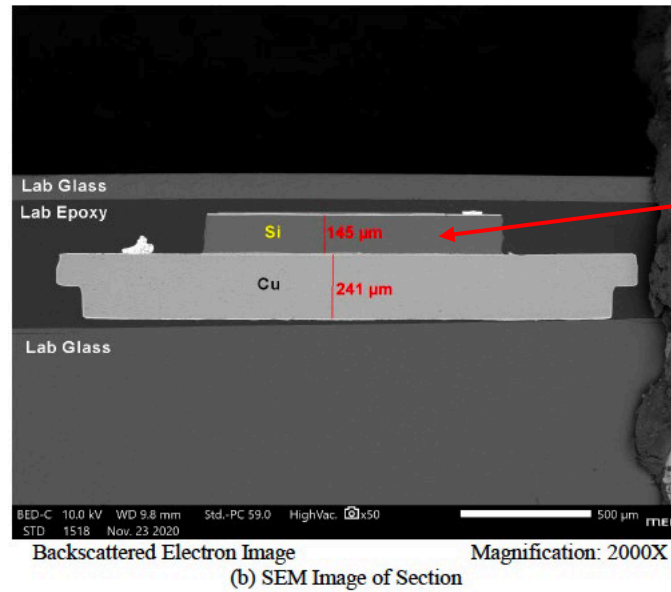 Lab Glass
Lab Epoxy
Si
145 µm
Cu
241 µm
Lab Glass
BED-C 10.0 kV WD 9.8 mm Std.-PC 59.0 HighVac. x50 500 µm
STD 1518 Nov. 23 2020
Backscattered Electron Image Magnification: 2000X
(b) SEM Image of Section